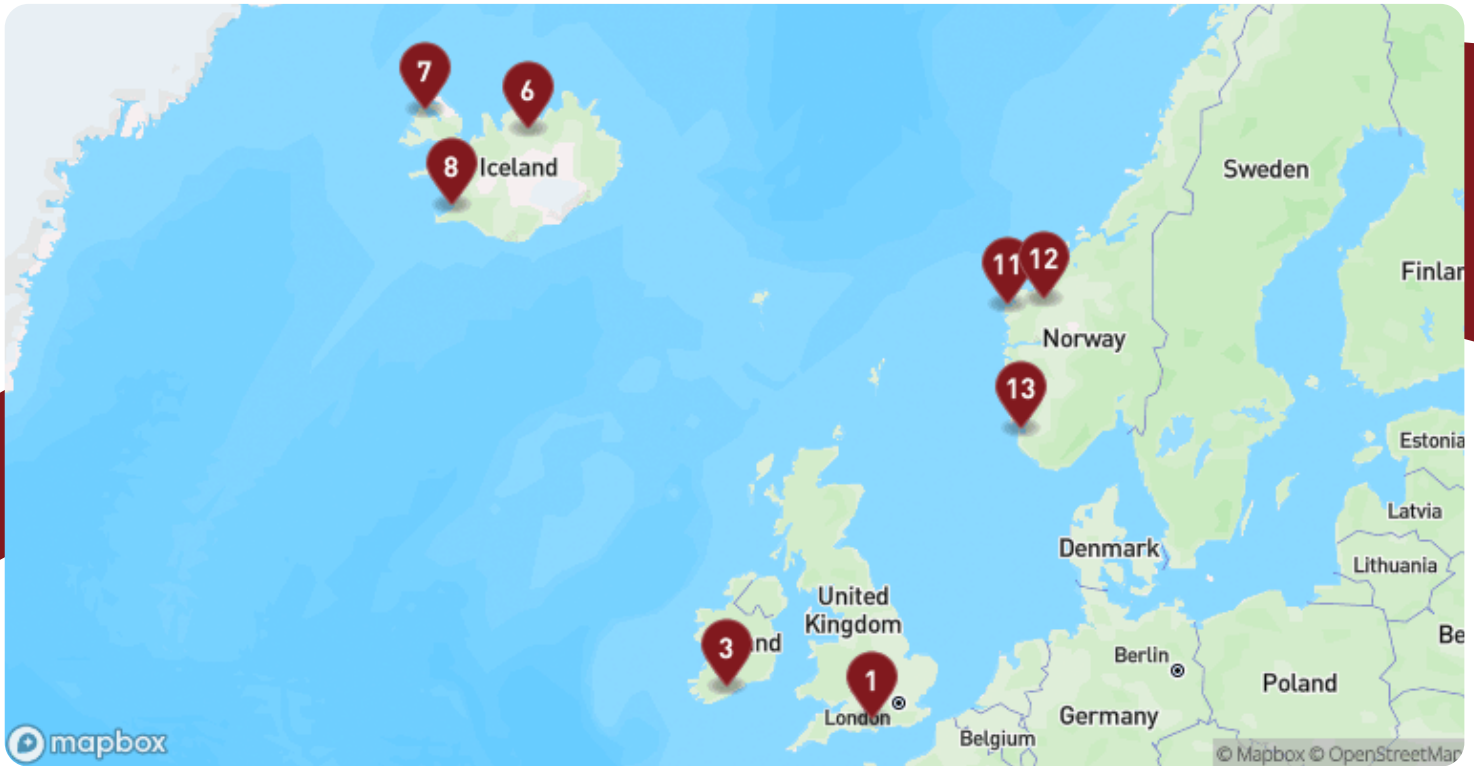 7
6
8
Iceland
Sweden
11
12
Finlan
Norway
13
Estonia
Latvia
Denmark
Lithuania
United
Kingdom
3
nd
Be
Berlin
1
Poland
London
Germany
Belgium
mapbox
© Mapbox © OpenStreetMap